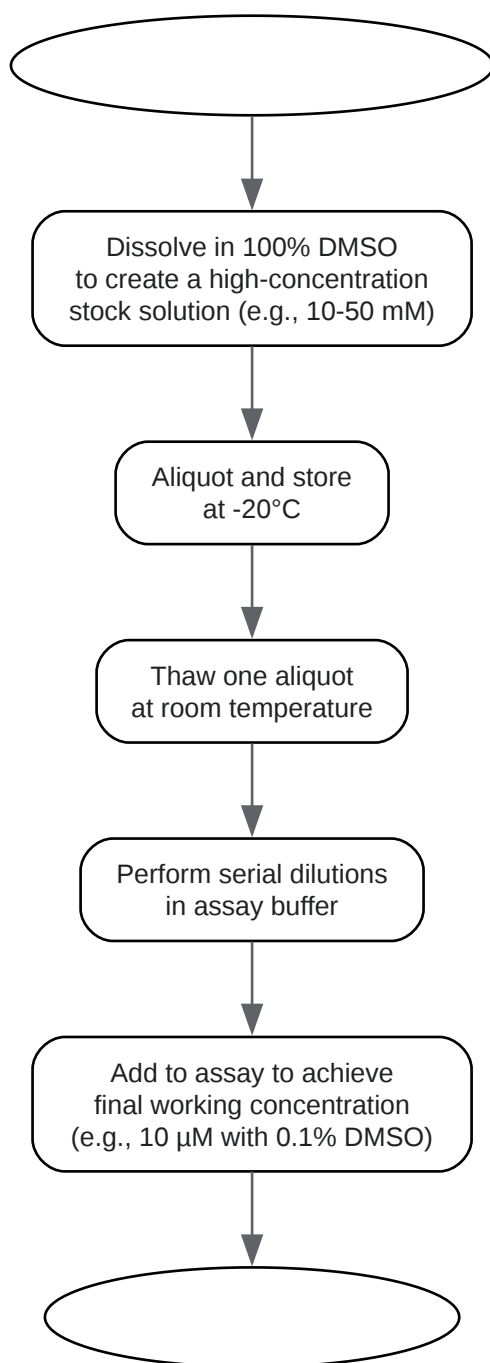 Dissolve in 100% DMSO
to create a high-concentration
stock solution (e.g., 10-50 mM)
Aliquot and store
at -20°C
Thaw one aliquot
at room temperature
Perform serial dilutions
in assay buffer
Add to assay to achieve
final working concentration
(e.g., 10 µM with 0.1% DMSO)